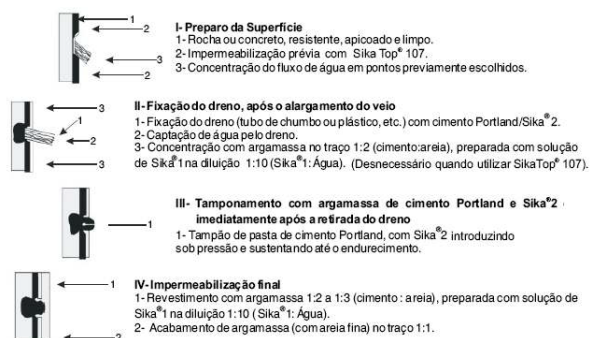 1
2
3
2
I- Preparo da Superfície
1- Rocha ou concreto, resistente, apicoado e limpo.
2- Impermeabilização prévia com Sika Top® 107.
3- Concentração do fluxo de água em pontos previamente escolhidos.
3
1
2
3
II- Fixação do dreno, após o alargamento do veio
1- Fixação do dreno (tubo de chumbo ou plástico, etc.) com cimento Portland/Sika® 2.
2- Captação de água pelo dreno.
3- Concentração com argamassa no traço 1:2 (cimento:areia), preparada com solução
de Sika®1 na diluição 1:10 (Sika®1: Água). (Desnecessário quando utilizar SikaTop® 107).
1
III- Tamponamento com argamassa de cimento Portland e Sika®2
imediatamente após a retirada do dreno
1- Tampão de pasta de cimento Portland, com Sika®2 introduzindo
sob pressão e sustentando até o endurecimento.
1
2
IV- Impermeabilização final
1- Revestimento com argamassa 1:2 a 1:3 (cimento : areia), preparada com solução de
Sika®1 na diluição 1:10 ( Sika®1: Água).
2- Acabamento de argamassa (com areia fina) no traço 1:1.